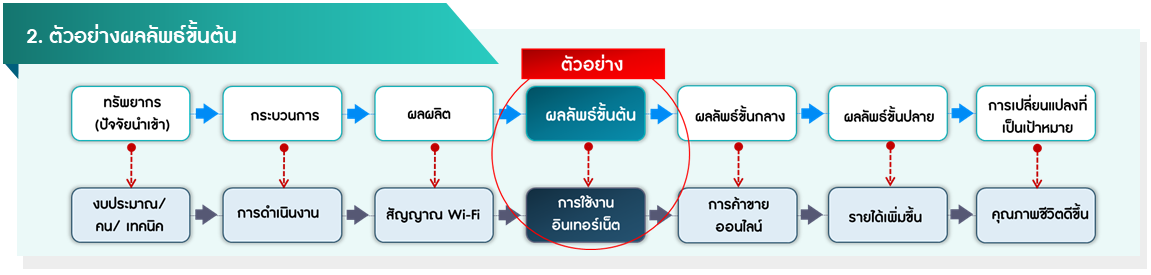 2. ตัวอย่างผลลัพธ์ขั้นต้น
ตัวอย่าง
ทรัพยากร
(ปัจจัยนำเข้า)
กระบวนการ
ผลผลิต
ผลลัพธ์ขั้นต้น
ผลลัพธ์ขั้นกลาง
ผลลัพธ์ขั้นปลาย
การเปลี่ยนแปลงที่
เป็นเป้าหมาย
งบประมาณ/
คน/ เทคนิค
การดำเนินงาน
สัญญาณ Wi-Fi
การใช้งาน
อินเทอร์เน็ต
การค้าขาย
ออนไลน์
รายได้เพิ่มขึ้น
คุณภาพชีวิตดีขึ้น